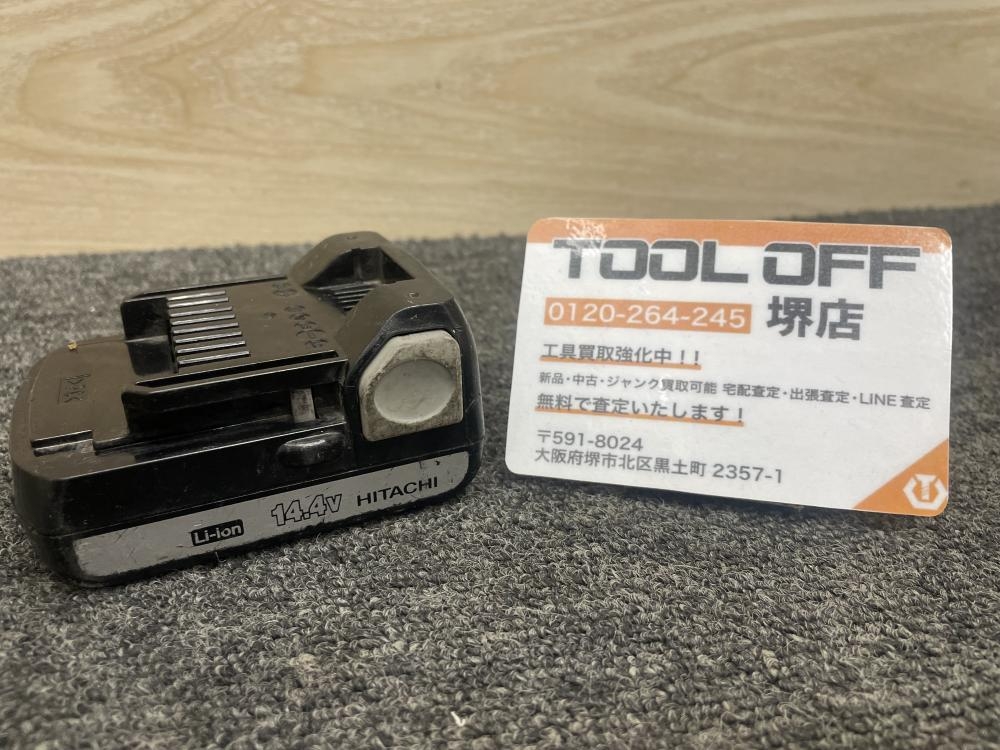 Li-ion 14.4V HITACHI
TOOL OFF
0120-264-245 堺店
工具買取強化中！！
新品・中古・ジャンク買取可能 宅配査定・出張査定・LINE査定
無料で査定いたします！
〒591-8024
大阪府堺市北区黒土町 2357-1